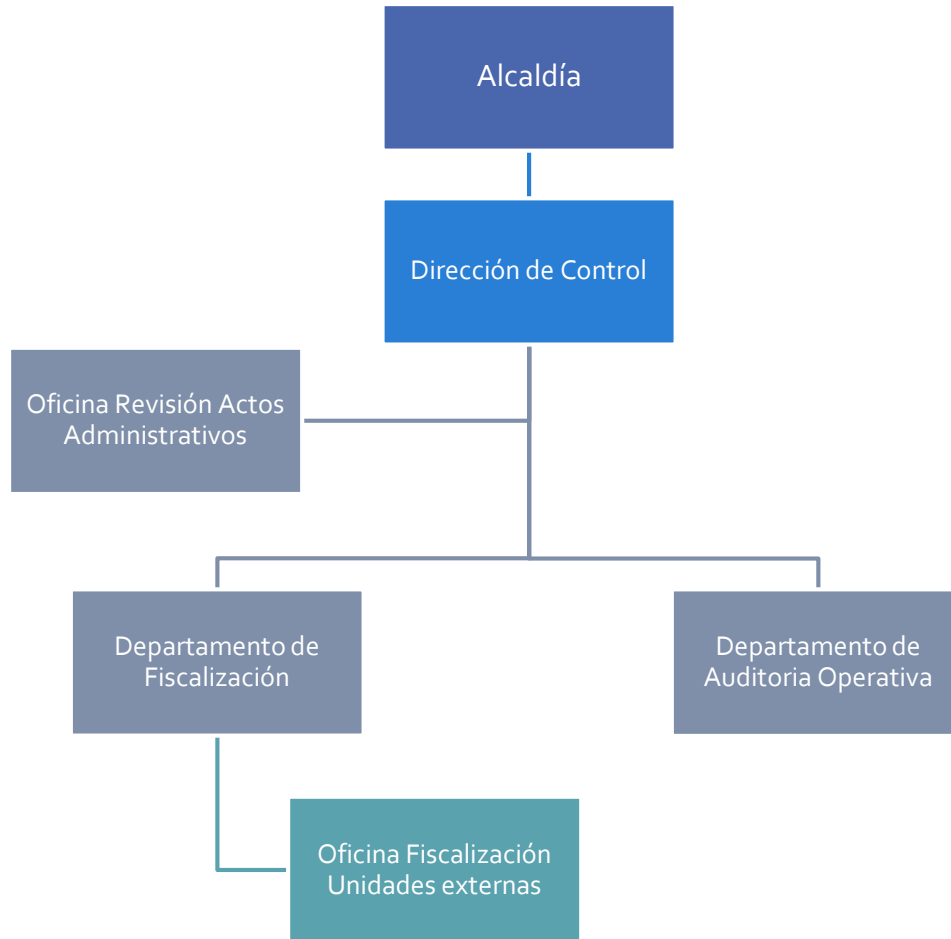 Alcaldía
Dirección de Control
Oficina Revisión Actos
Administrativos
Departamento de
Fiscalización
Departamento de
Auditoria Operativa
Oficina Fiscalización
Unidades externas